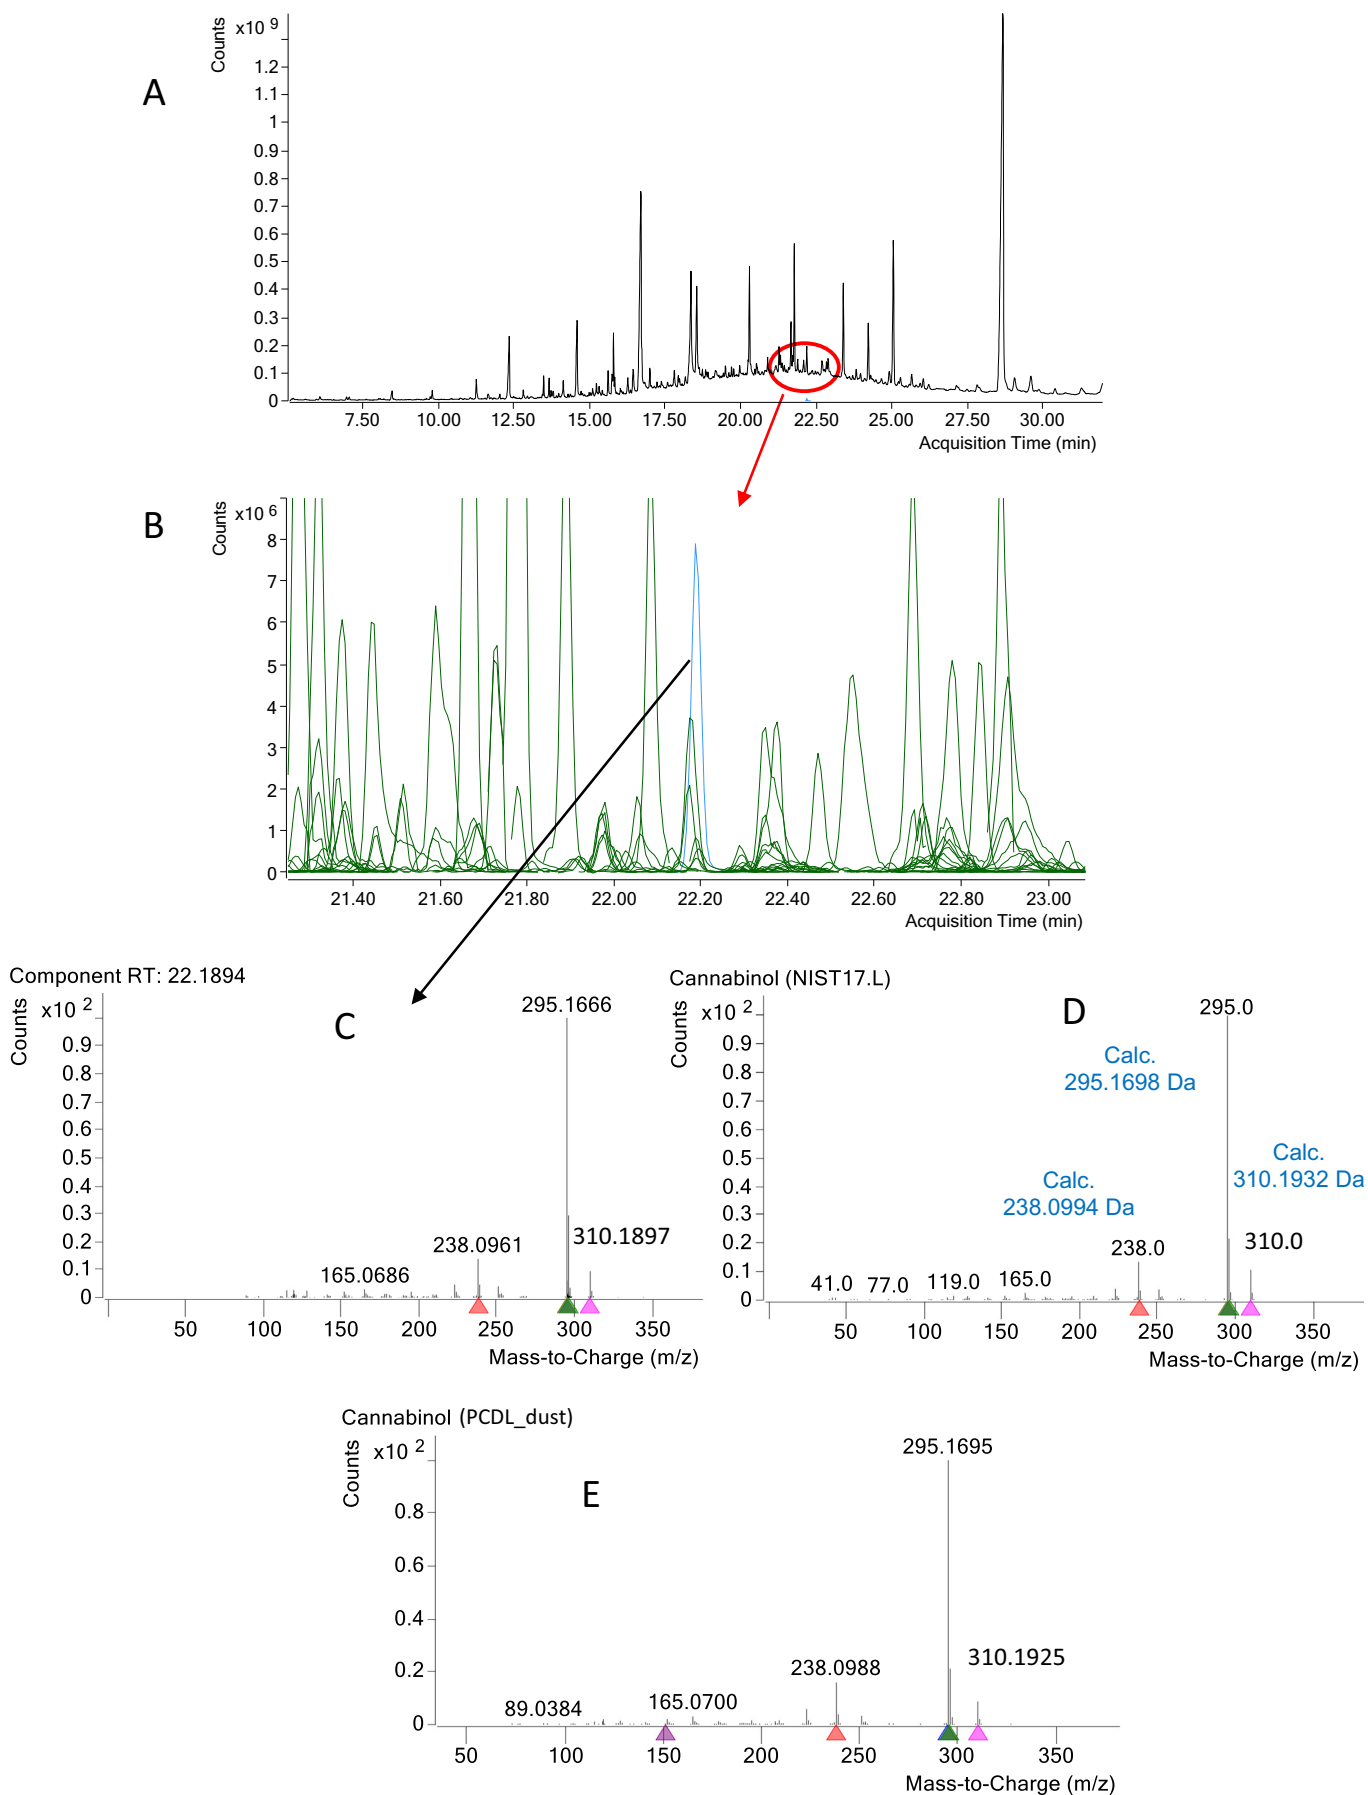 A
Counts
x10 9
1.2
1.1
1
0.9
0.8
0.7
0.6
0.5
0.4
0.3
0.2
0.1
0
7.50 10.00 12.50 15.00 17.50 20.00 22.50 25.00 27.50 30.00
Acquisition Time (min)
B
Counts
x10 6
8
7
6
5
4
3
2
1
0
21.40 21.60 21.80 22.00 22.20 22.40 22.60 22.80 23.00
Acquisition Time (min)
Component RT: 22.1894
C
Counts
x10 2
0.9
0.8
0.7
0.6
0.5
0.4
0.3
0.2
0.1
0
295.1666
310.1897
238.0961
165.0686
50 100 150 200 250 300 350
Mass-to-Charge (m/z)
Cannabinol (NIST17.L)
D
Counts
x10 2
0.9
0.8
0.7
0.6
0.5
0.4
0.3
0.2
0.1
0
295.0
Calc.
295.1698 Da
Calc.
310.1932 Da
Calc.
238.0994 Da
238.0
310.0
41.0 77.0 119.0 165.0
50 100 150 200 250 300 350
Mass-to-Charge (m/z)
Cannabinol (PCDL_dust)
E
Counts
x10 2
0.8
0.6
0.4
0.2
0
295.1695
310.1925
238.0988
165.0700
89.0384
50 100 150 200 250 300 350
Mass-to-Charge (m/z)